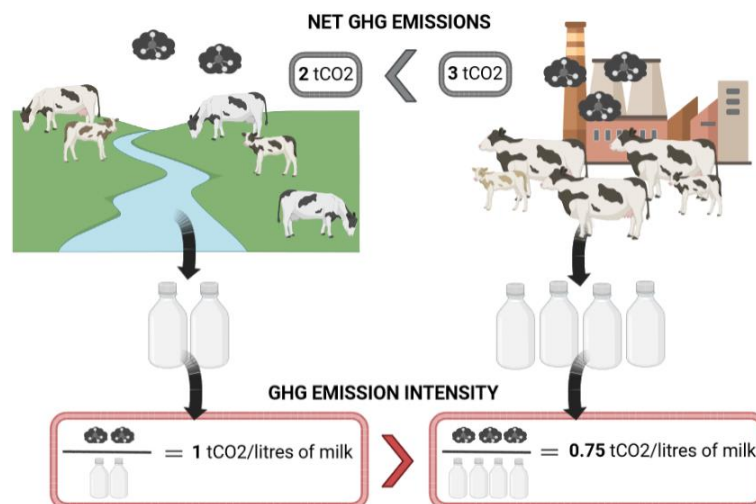 NET GHG EMISSIONS
2 tCO2
3 tCO2
GHG EMISSION INTENSITY
= 1 tCO2/litres of milk
= 0.75 tCO2/litres of milk